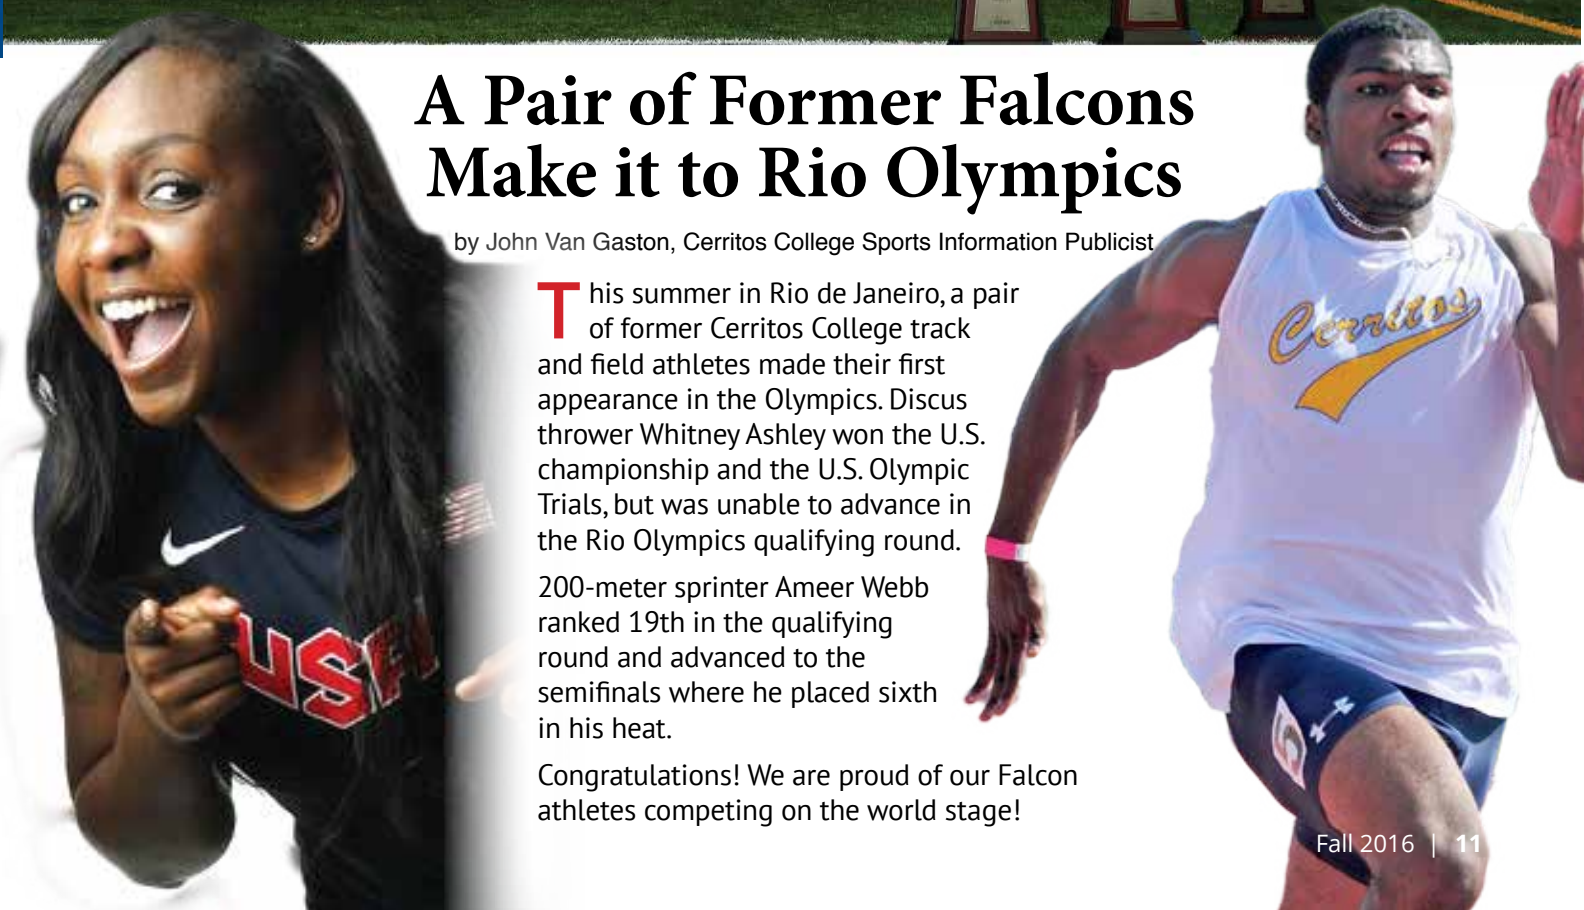 A Pair of Former Falcons
Make it to Rio Olympics
by John Van Gaston, Cerritos College Sports Information Publicist
This summer in Rio de Janeiro, a pair
of former Cerritos College track
and field athletes made their first
appearance in the Olympics. Discus
thrower Whitney Ashley won the U.S.
championship and the U.S. Olympic
Trials, but was unable to advance in
the Rio Olympics qualifying round.
200-meter sprinter Ameer Webb
ranked 19th in the qualifying
round and advanced to the
semifinals where he placed sixth
in his heat.
Congratulations! We are proud of our Falcon
athletes competing on the world stage!
USA
Cerritos
5
Fall 2016 | 11